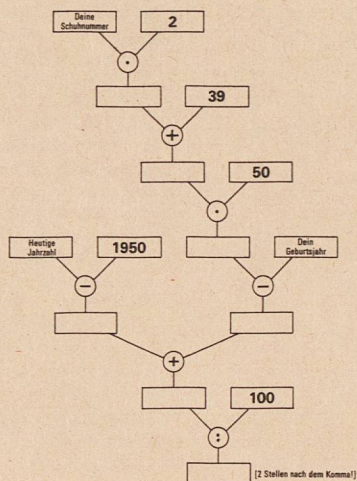 Deine
Schuhnummer
2
·
39
+
50
·
Heutige
Jahrzahl
1950
Dein
Geburtsjahr
−
−
+
100
:
[2 Stellen nach dem Komma!]